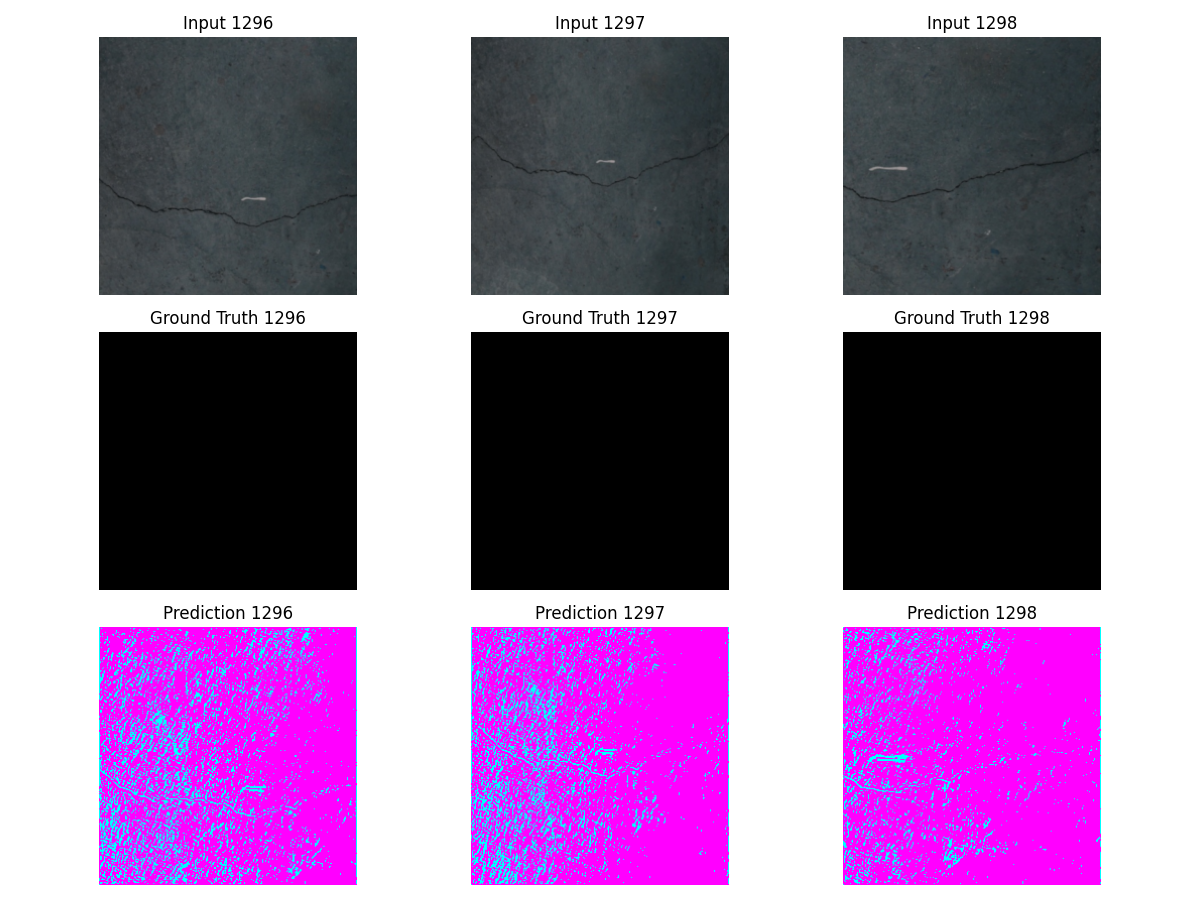 Input 1296
Input 1297
Input 1298
Ground Truth 1296
Ground Truth 1297
Ground Truth 1298
Prediction 1296
Prediction 1297
Prediction 1298